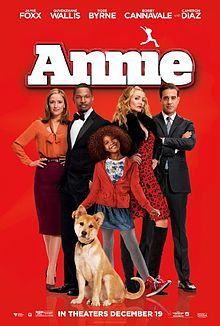 JAMIE FOXX QUVENZHANÉ WALLIS ROSE BYRNE BOBBY CANNAVALE AND CAMERON DIAZ
Annie
IN THEATERS DECEMBER 19